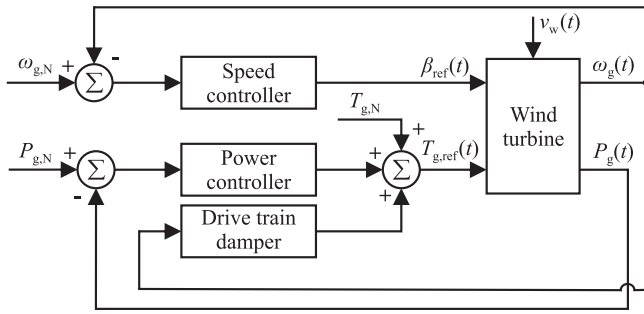 v_w(t)
ω_g,N
+
-
Σ
Speed
controller
β_ref(t)
ω_g(t)
T_g,N
Wind
turbine
P_g,N
+
-
Σ
Power
controller
+
+
+
Σ
T_g,ref(t)
P_g(t)
Drive train
damper